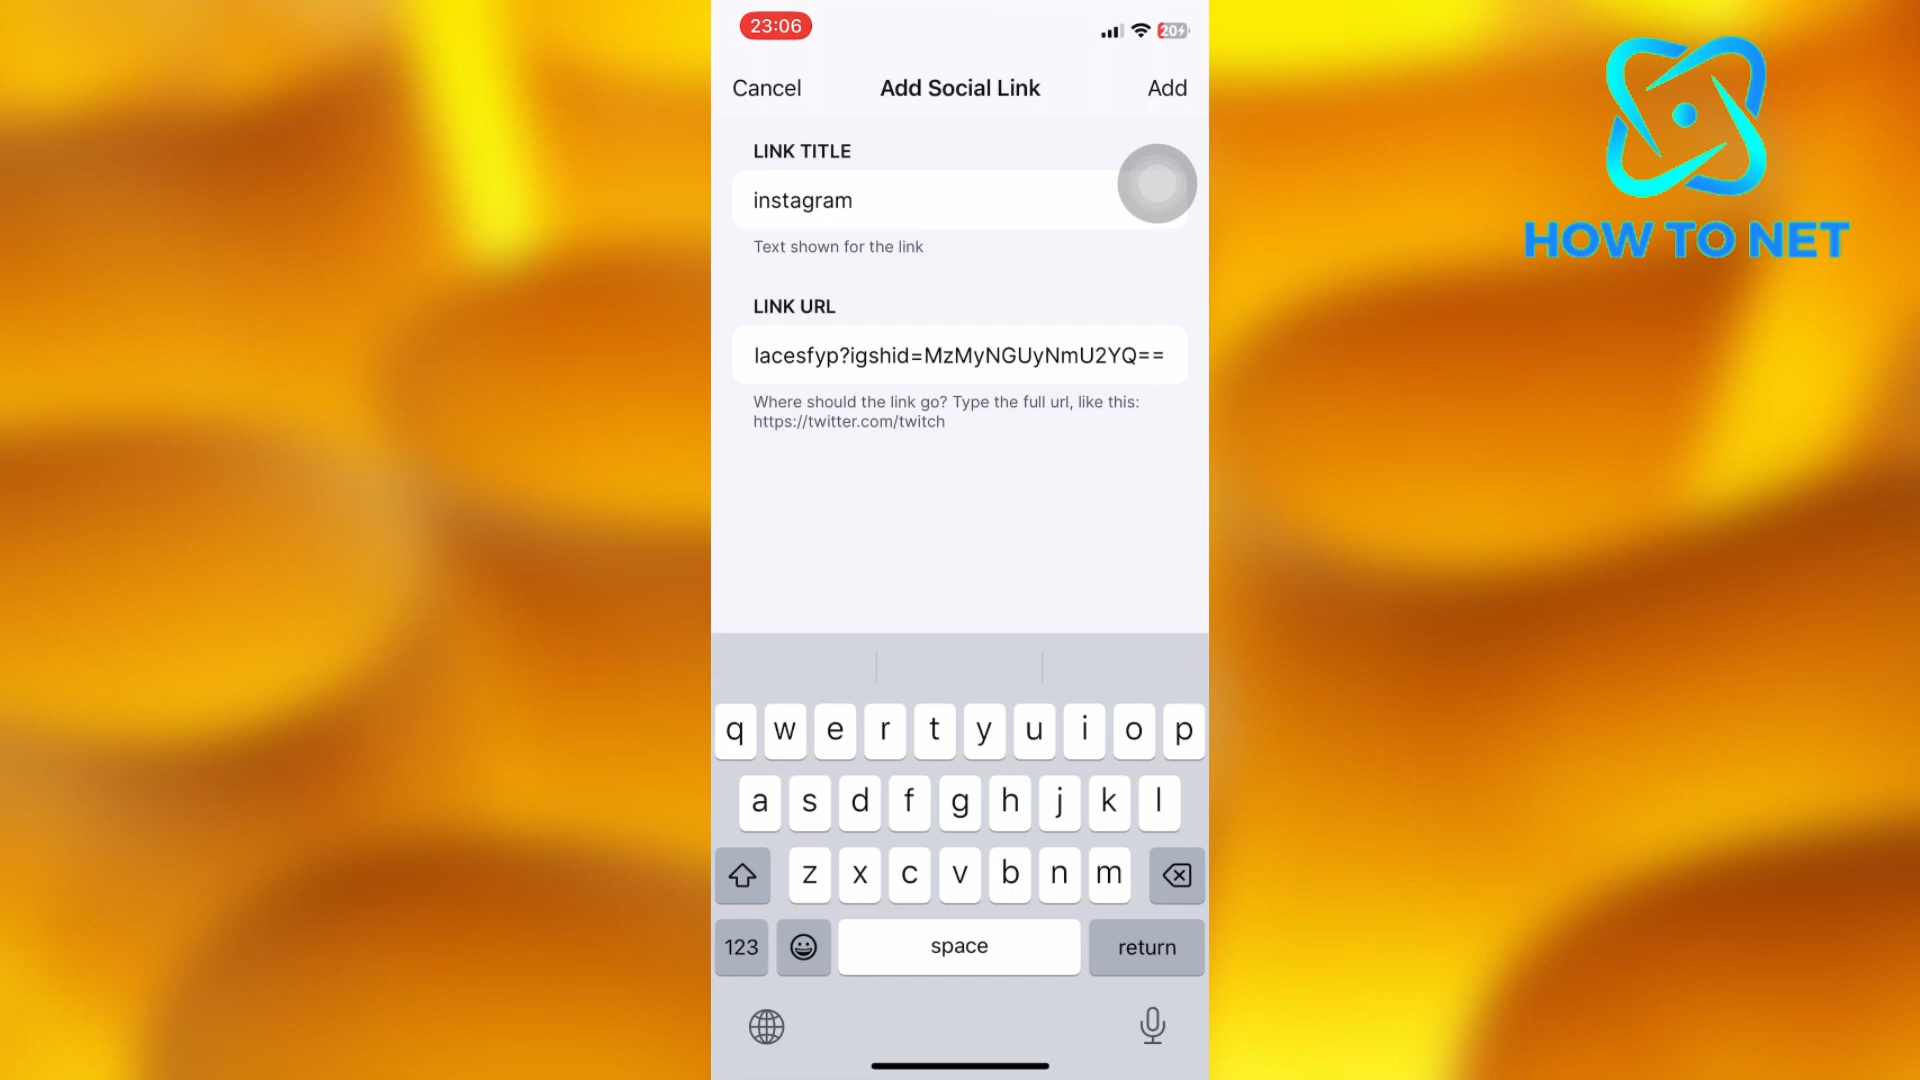 23:06
20
Cancel
Add Social Link
Add
LINK TITLE
instagram
Text shown for the link
LINK URL
lacesfyp?igshid=MzMyNGUyNmU2YQ==
Where should the link go? Type the full url, like this:
https://twitter.com/twitch
HOW TO NET
q w e r t y u i o p
a s d f g h j k l
z x c v b n m
123
space
return